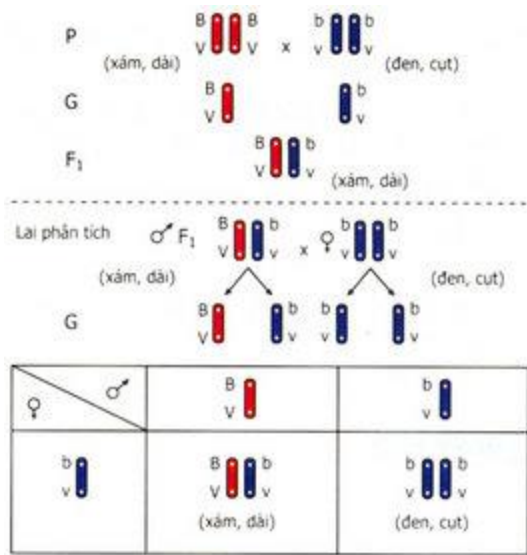 P B B b b
V V x v v
(xám, dài) (đen, cụt)
G B b
V v
F1 B b
V v
(xám, dài)
Lai phân tích ♂ F1 B b x ♀ b b
V v v v
(xám, dài) (đen, cụt)
G B b b b
V v v v
♀ ♂ B b
V v
b B b b b
v V v v v
(xám, dài) (đen, cụt)